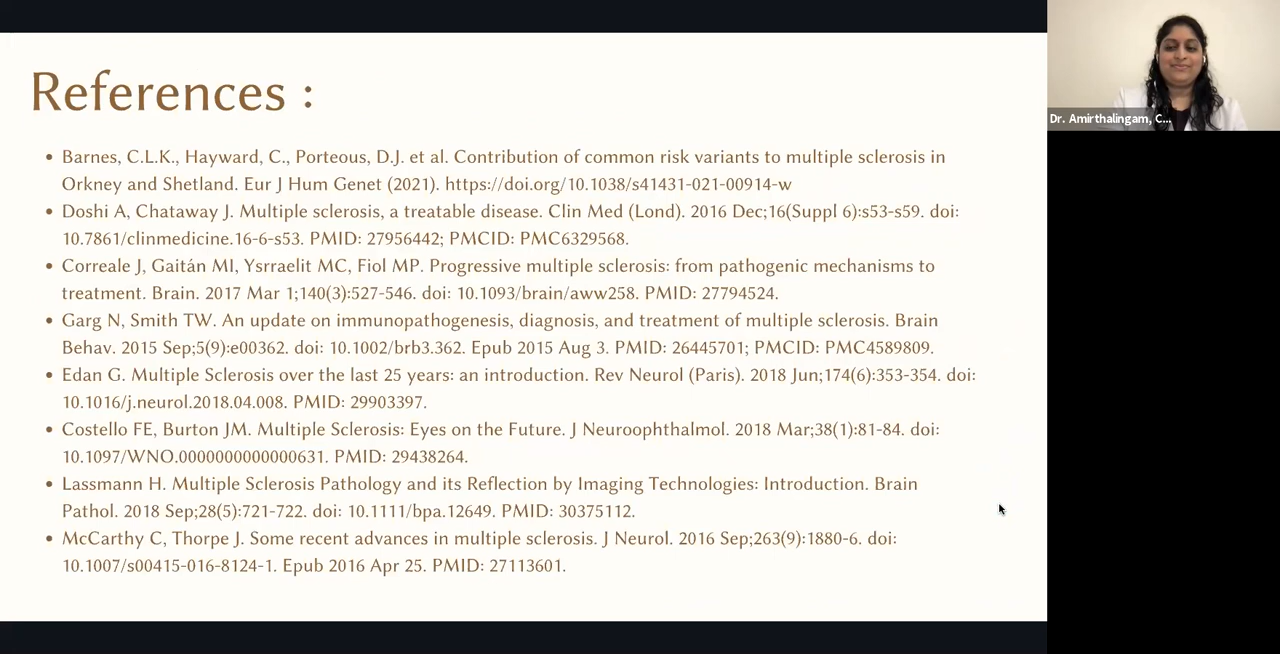 References :
• Barnes, C.L.K., Hayward, C., Porteous, D.J. et al. Contribution of common risk variants to multiple sclerosis in
Orkney and Shetland. Eur J Hum Genet (2021). https://doi.org/10.1038/s41431-021-00914-w
• Doshi A, Chataway J. Multiple sclerosis, a treatable disease. Clin Med (Lond). 2016 Dec;16(Suppl 6):s53-s59. doi:
10.7861/clinmedicine.16-6-s53. PMID: 27956442; PMCID: PMC6329568.
• Correale J, Gaitán MI, Ysrraelit MC, Fiol MP. Progressive multiple sclerosis: from pathogenic mechanisms to
treatment. Brain. 2017 Mar 1;140(3):527-546. doi: 10.1093/brain/aww258. PMID: 27794524.
• Garg N, Smith TW. An update on immunopathogenesis, diagnosis, and treatment of multiple sclerosis. Brain
Behav. 2015 Sep;5(9):e00362. doi: 10.1002/brb3.362. Epub 2015 Aug 3. PMID: 26445701; PMCID: PMC4589809.
• Edan G. Multiple Sclerosis over the last 25 years: an introduction. Rev Neurol (Paris). 2018 Jun;174(6):353-354. doi:
10.1016/j.neurol.2018.04.008. PMID: 29903397.
• Costello FE, Burton JM. Multiple Sclerosis: Eyes on the Future. J Neuroophthalmol. 2018 Mar;38(1):81-84. doi:
10.1097/WNO.0000000000000631. PMID: 29438264.
• Lassmann H. Multiple Sclerosis Pathology and its Reflection by Imaging Technologies: Introduction. Brain
Pathol. 2018 Sep;28(5):721-722. doi: 10.1111/bpa.12649. PMID: 30375112.
• McCarthy C, Thorpe J. Some recent advances in multiple sclerosis. J Neurol. 2016 Sep;263(9):1880-6. doi:
10.1007/s00415-016-8124-1. Epub 2016 Apr 25. PMID: 27113601.
Dr. Amirthalingam, C...